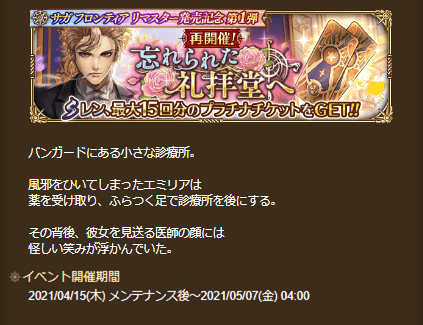 サガ フロンティア リマスター発売記念 第1弾
再開催!
忘れられた
礼拝堂へ
Sレン、最大15回分のプラチナチケットをGET!!
バンガードにある小さな診療所。
風邪をひいてしまったエミリアは
薬を受け取り、ふらつく足で診療所を後にする。
その背後、彼女を見送る医師の顔には
怪しい笑みが浮かんでいた。
イベント開催期間
2021/04/15(木) メンテナンス後～2021/05/07(金) 04:00